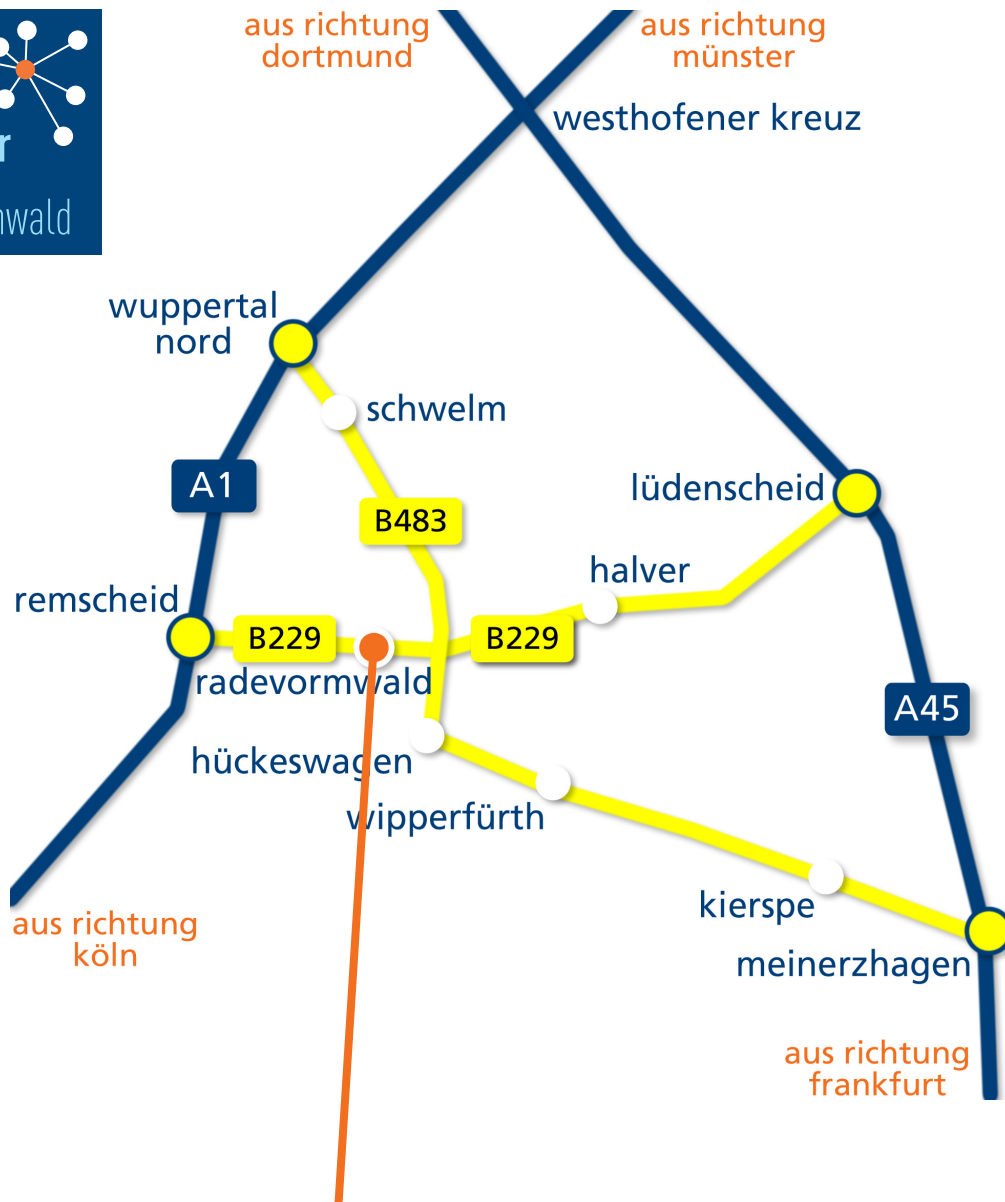 aus richtung
dortmund
aus richtung
münster
westhofener kreuz
wuppertal
nord
schwelm
A1
lüdenscheid
B483
halver
remscheid
B229
B229
radevormwald
A45
hückeswagen
wipperfürth
kierspe
aus richtung
köln
meinerzhagen
aus richtung
frankfurt